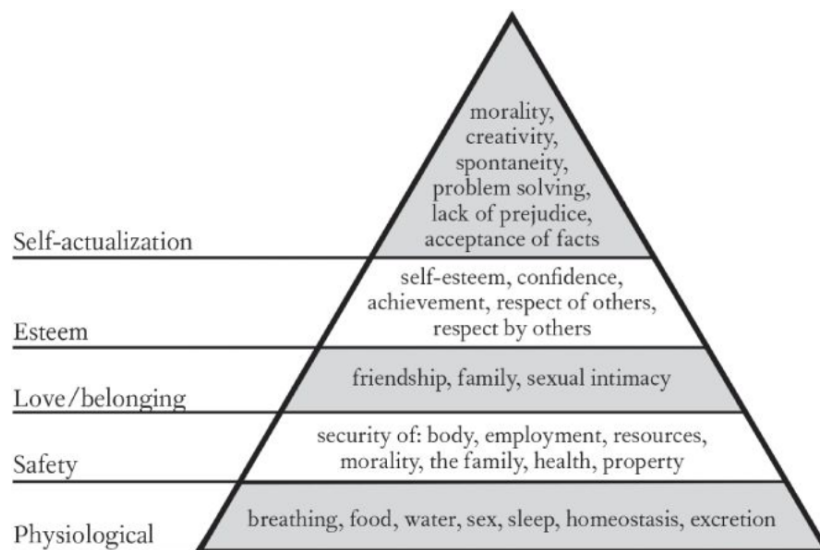 morality,
creativity,
spontaneity,
problem solving,
lack of prejudice,
acceptance of facts
Self-actualization
self-esteem, confidence,
achievement, respect of others,
respect by others
Esteem
friendship, family, sexual intimacy
Love/belonging
security of: body, employment, resources,
morality, the family, health, property
Safety
breathing, food, water, sex, sleep, homeostasis, excretion
Physiological